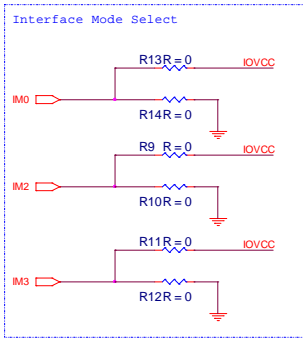 Interface Mode Select
R13R = 0
IOVCC
IM0
R14R = 0
R9 R = 0
IOVCC
IM2
R10R = 0
R11R = 0
IOVCC
IM3
R12R = 0